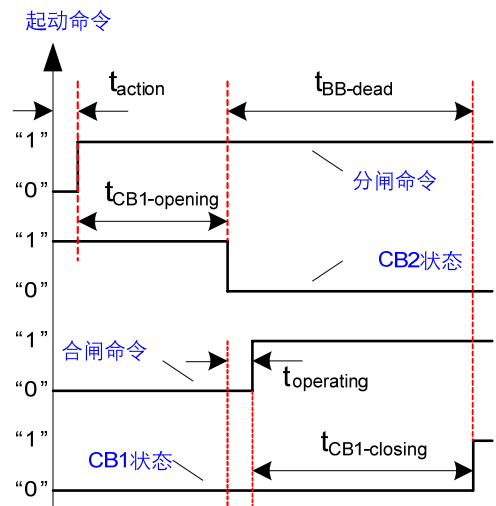 起动命令
taction
tBB-dead
“1”
“0”
分闸命令
tCB1-opening
“1”
“0”
CB2状态
“1”
“0”
合闸命令
toperating
“1”
“0”
CB1状态
tCB1-closing